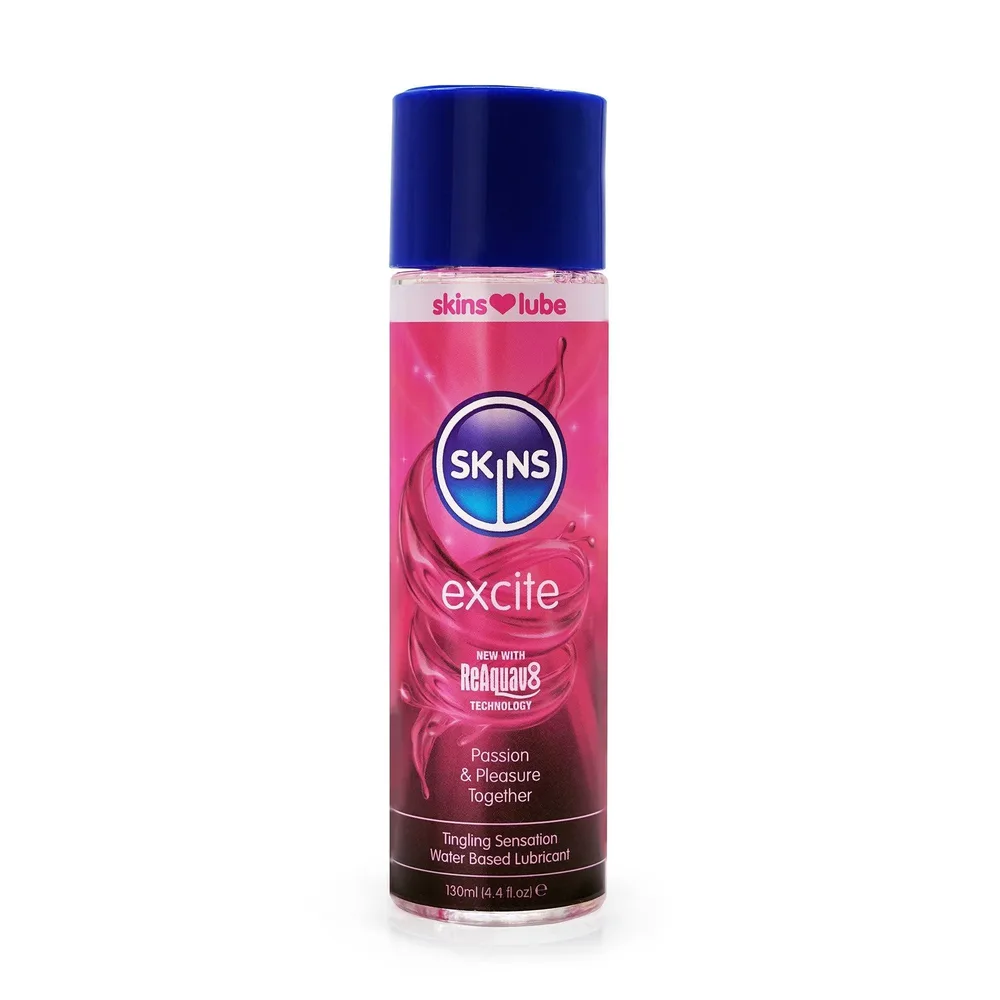 skins♥lube
SKINS
excite
NEW WITH
ReAquav8
TECHNOLOGY
Passion
& Pleasure
Together
Tingling Sensation
Water Based Lubricant
130ml (4.4 fl.oz) ℮